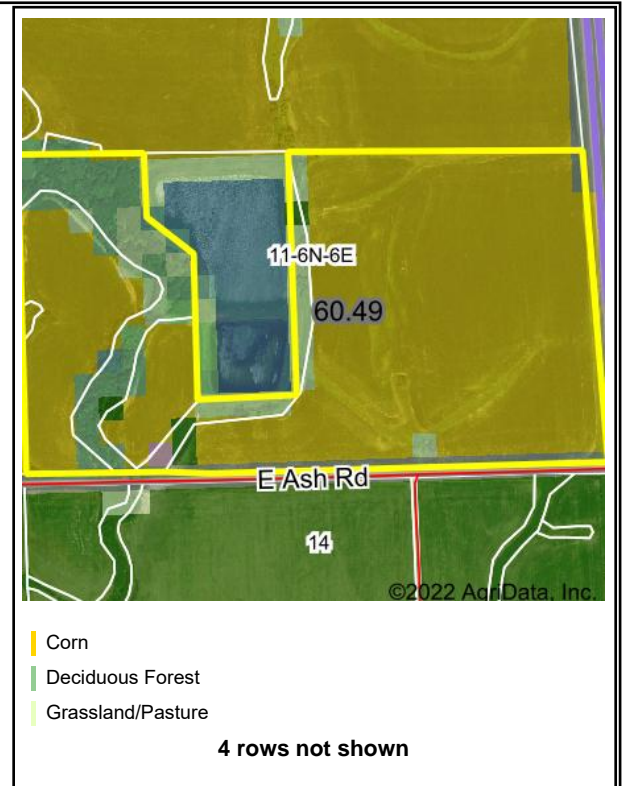 11-6N-6E
60.49
E Ash Rd
14
©2022 AgriData, Inc.
Corn
Deciduous Forest
Grassland/Pasture
4 rows not shown